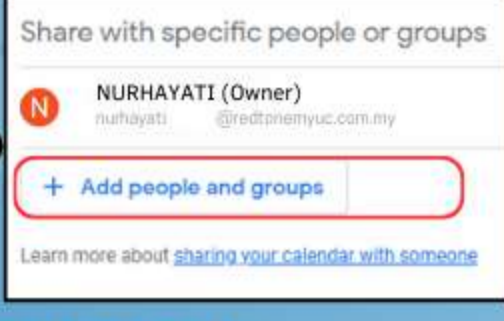 Share with specific people or groups
N
NURHAYATI (Owner)
nurhayati
+ Add people and groups
Learn more about sharing your calendar with someone